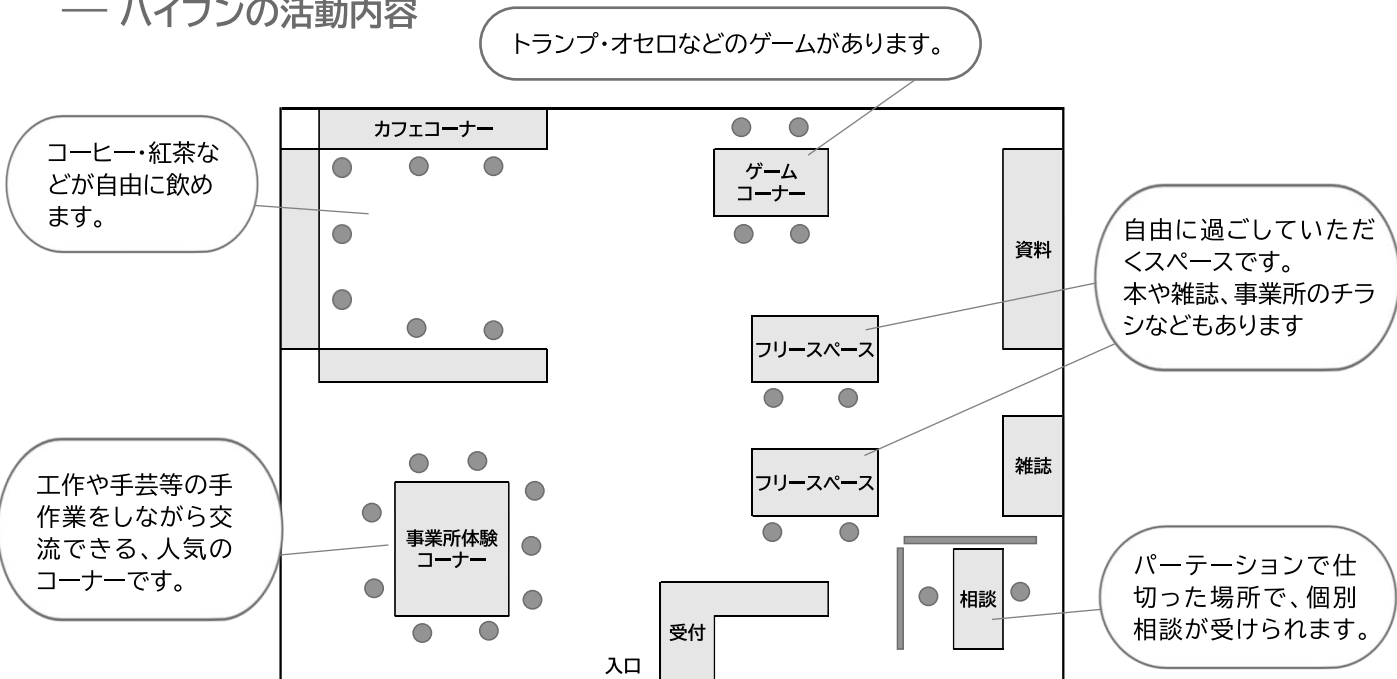 ― ハイフンの活動内容
トランプ・オセロなどのゲームがあります。
カフェコーナー
コーヒー・紅茶な
どが自由に飲め
ます。
ゲーム
コーナー
資料
自由に過ごしていただ
くスペースです。
本や雑誌、事業所のチラ
シなどもあります
フリースペース
フリースペース
雑誌
工作や手芸等の手
作業をしながら交
流できる、人気の
コーナーです。
事業所体験
コーナー
相談
パーテーションで仕
切った場所で、個別
相談が受けられます。
受付
入口